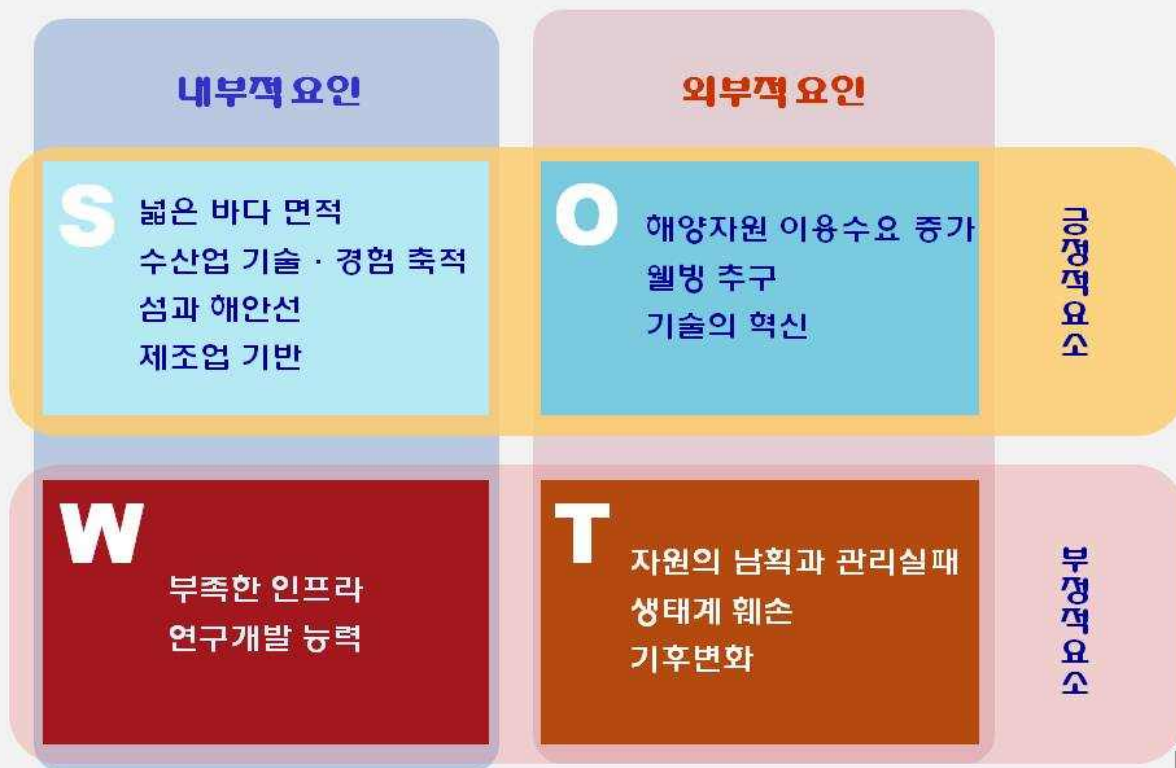 내부적 요인
외부적 요인
S
넓은 바다 면적
수산업 기술 · 경험 축적
섬과 해안선
제조업 기반
O
해양자원 이용수요 증가
웰빙 추구
기술의 혁신
긍정적요소
W
부족한 인프라
연구개발 능력
T
자원의 남획과 관리실패
생태계 훼손
기후변화
부정적요소